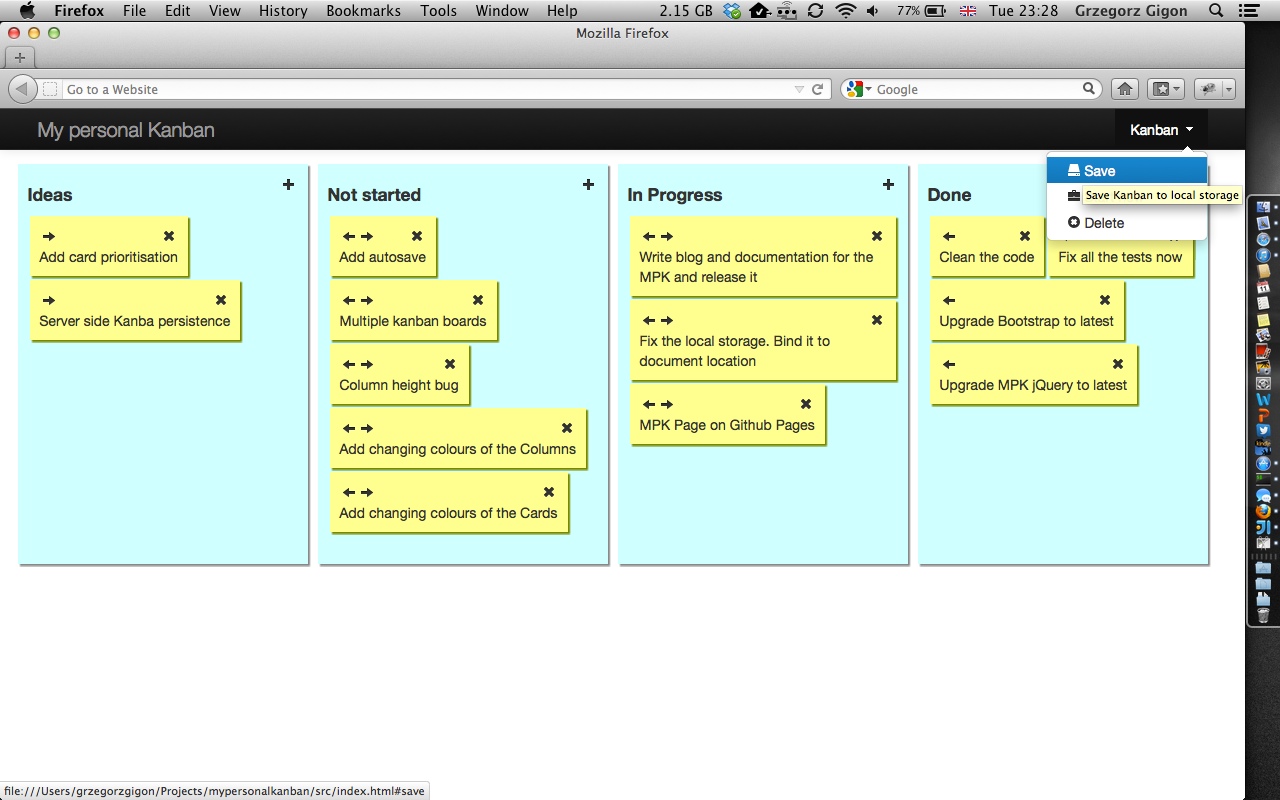 Firefox File Edit View History Bookmarks Tools Window Help 2.15 GB 77% Tue 23:28 Grzegorz Gigon
Mozilla Firefox
Go to a Website
Google
My personal Kanban
Kanban
Save
Save Kanban to local storage
Delete
Ideas
Add card prioritisation
Server side Kanba persistence
Not started
Add autosave
Multiple kanban boards
Column height bug
Add changing colours of the Columns
Add changing colours of the Cards
In Progress
Write blog and documentation for the
MPK and release it
Fix the local storage. Bind it to
document location
MPK Page on Github Pages
Done
Clean the code
Fix all the tests now
Upgrade Bootstrap to latest
Upgrade MPK jQuery to latest
file:///Users/grzegorzgigon/Projects/mypersonalkanban/src/index.html#save